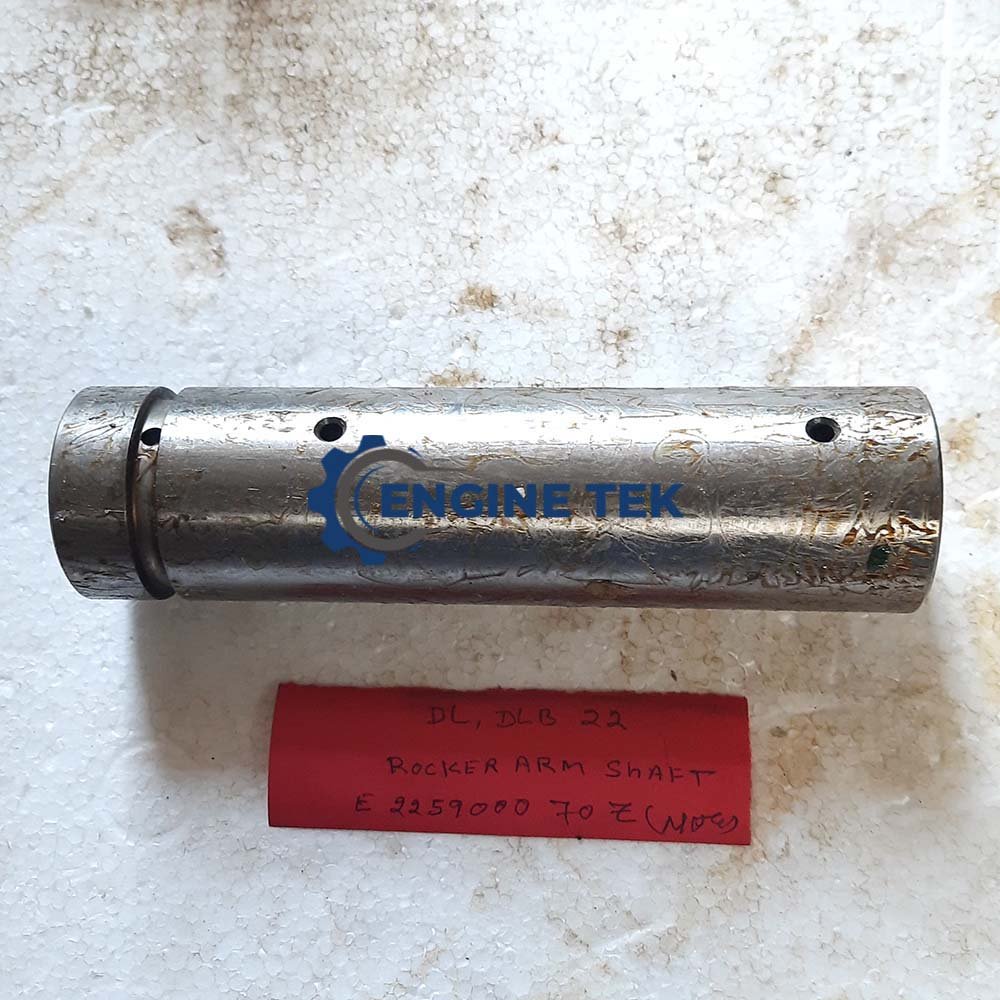 ENGINE TEK
DL, DLB 22
ROCKER ARM SHAFT
E 2259000 70 Z